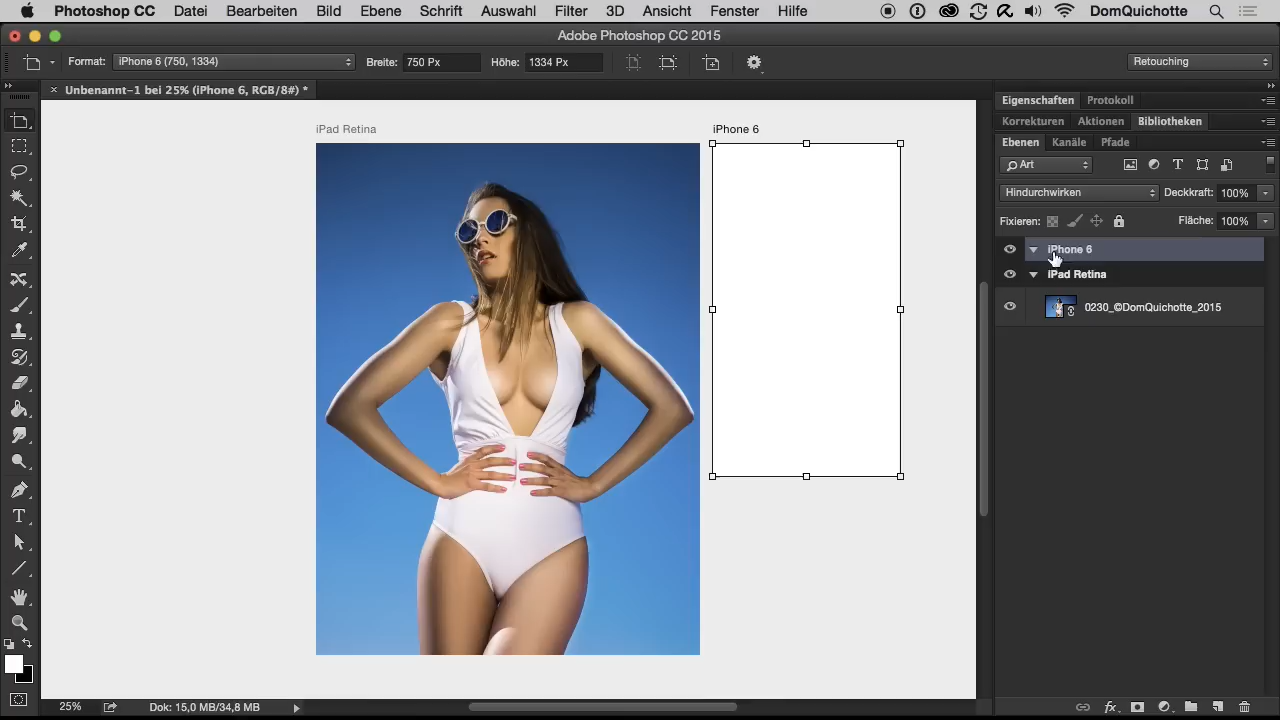 Photoshop CC Datei Bearbeiten Bild Ebene Schrift Auswahl Filter 3D Ansicht Fenster Hilfe DomQuichotte
Adobe Photoshop CC 2015
Format: iPhone 6 (750, 1334) Breite: 750 Px Höhe: 1334 Px Retouching
× Unbenannt-1 bei 25% (iPhone 6, RGB/8#) *
Eigenschaften Protokoll
Korrekturen Aktionen Bibliotheken
iPad Retina iPhone 6
Ebenen Kanäle Pfade
Art
Hindurchwirken Deckkraft: 100%
Fixieren: Fläche: 100%
iPhone 6
iPad Retina
0230_©DomQuichotte_2015
25% Dok: 15,0 MB/34,8 MB